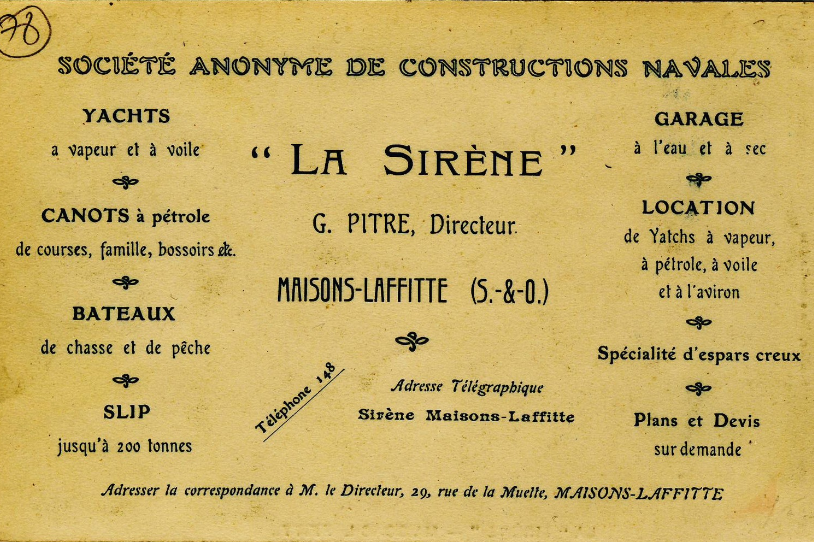 78
SOCIÉTÉ ANONYME DE CONSTRUCTIONS NAVALES
YACHTS
a vapeur et à voile
CANOTS à pétrole
de courses, famille, bossoirs &c.
BATEAUX
de chasse et de pêche
SLIP
jusqu'à 200 tonnes
“ LA SIRÈNE ”
G. PITRE, Directeur.
MAISONS-LAFFITTE (S.-&-O.)
Téléphone 148
Adresse Télégraphique
Sirène Maisons-Laffitte
GARAGE
à l'eau et à sec
LOCATION
de Yatchs à vapeur,
à pétrole, à voile
et à l'aviron
Spécialité d'espars creux
Plans et Devis
sur demande
Adresser la correspondance à M. le Directeur, 29, rue de la Muette, MAISONS-LAFFITTE